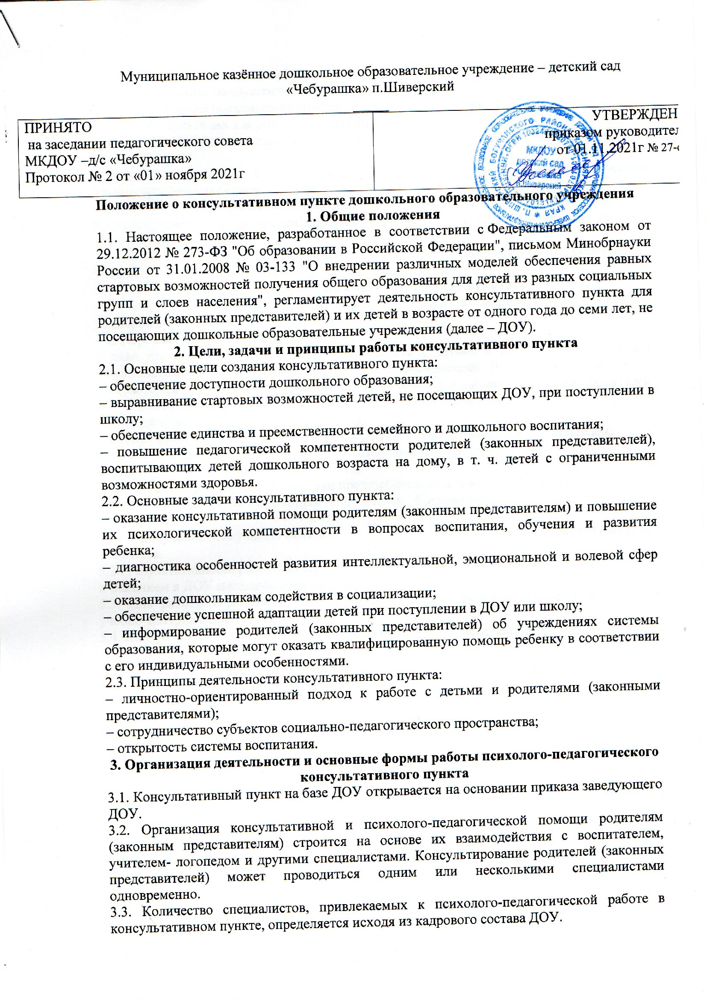 Муниципальное казённое дошкольное образовательное учреждение – детский сад
«Чебурашка» п.Шиверский
ПРИНЯТО
на заседании педагогического совета
МКДОУ –д/с «Чебурашка»
Протокол № 2 от «01» ноября 2021г
УТВЕРЖДЕН
приказом руководител
от 01.11.2021г № 27-
МКДОУ
детский сад
п.Шиверский
Положение о консультативном пункте дошкольного образовательного учреждения
1. Общие положения
1.1. Настоящее положение, разработанное в соответствии с Федеральным законом от
29.12.2012 № 273-ФЗ "Об образовании в Российской Федерации", письмом Минобрнауки
России от 31.01.2008 № 03-133 "О внедрении различных моделей обеспечения равных
стартовых возможностей получения общего образования для детей из разных социальных
групп и слоев населения", регламентирует деятельность консультативного пункта для
родителей (законных представителей) и их детей в возрасте от одного года до семи лет, не
посещающих дошкольные образовательные учреждения (далее – ДОУ).
2. Цели, задачи и принципы работы консультативного пункта
2.1. Основные цели создания консультативного пункта:
– обеспечение доступности дошкольного образования;
– выравнивание стартовых возможностей детей, не посещающих ДОУ, при поступлении в
школу;
– обеспечение единства и преемственности семейного и дошкольного воспитания;
– повышение педагогической компетентности родителей (законных представителей),
воспитывающих детей дошкольного возраста на дому, в т. ч. детей с ограниченными
возможностями здоровья.
2.2. Основные задачи консультативного пункта:
– оказание консультативной помощи родителям (законным представителям) и повышение
их психологической компетентности в вопросах воспитания, обучения и развития
ребенка;
– диагностика особенностей развития интеллектуальной, эмоциональной и волевой сфер
детей;
– оказание дошкольникам содействия в социализации;
– обеспечение успешной адаптации детей при поступлении в ДОУ или школу;
– информирование родителей (законных представителей) об учреждениях системы
образования, которые могут оказать квалифицированную помощь ребенку в соответствии
с его индивидуальными особенностями.
2.3. Принципы деятельности консультативного пункта:
– личностно-ориентированный подход к работе с детьми и родителями (законными
представителями);
– сотрудничество субъектов социально-педагогического пространства;
– открытость системы воспитания.
3. Организация деятельности и основные формы работы психолого-педагогического
консультативного пункта
3.1. Консультативный пункт на базе ДОУ открывается на основании приказа заведующего
ДОУ.
3.2. Организация консультативной и психолого-педагогической помощи родителям
(законным представителям) строится на основе их взаимодействия с воспитателем,
учителем- логопедом и другими специалистами. Консультирование родителей (законных
представителей) может проводиться одним или несколькими специалистами
одновременно.
3.3. Количество специалистов, привлекаемых к психолого-педагогической работе в
консультативном пункте, определяется исходя из кадрового состава ДОУ.